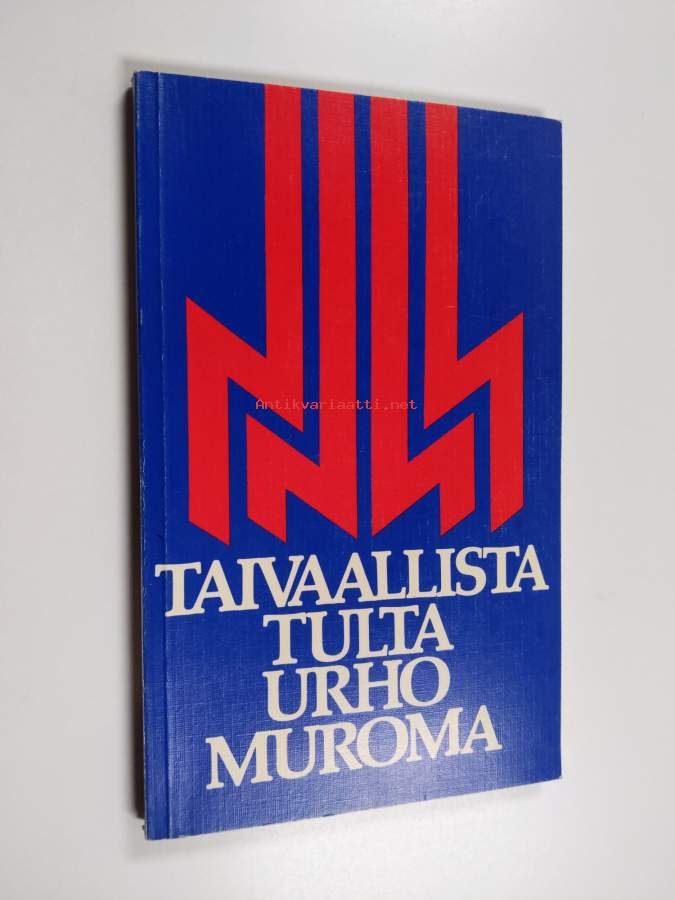 Antikvariaatti.net
TAIVAALLISTA
TULTA
URHO
MUROMA